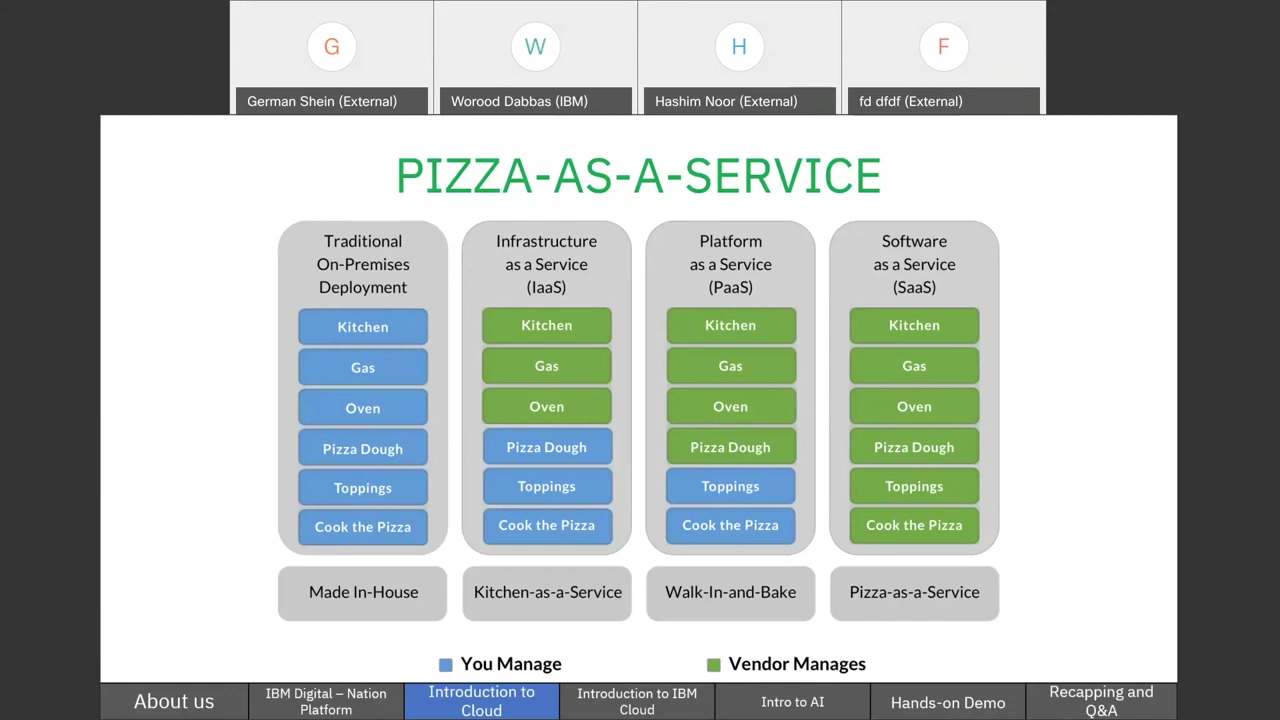 G
W
H
F
German Shein (External)
Worood Dabbas (IBM)
Hashim Noor (External)
fd dfdf (External)
PIZZA-AS-A-SERVICE
Traditional
On-Premises
Deployment
Kitchen
Gas
Oven
Pizza Dough
Toppings
Cook the Pizza
Made In-House
Infrastructure
as a Service
(IaaS)
Kitchen
Gas
Oven
Pizza Dough
Toppings
Cook the Pizza
Kitchen-as-a-Service
Platform
as a Service
(PaaS)
Kitchen
Gas
Oven
Pizza Dough
Toppings
Cook the Pizza
Walk-In-and-Bake
Software
as a Service
(SaaS)
Kitchen
Gas
Oven
Pizza Dough
Toppings
Cook the Pizza
Pizza-as-a-Service
You Manage
Vendor Manages
About us
IBM Digital – Nation
Platform
Introduction to
Cloud
Introduction to IBM
Cloud
Intro to AI
Hands-on Demo
Recapping and
Q&A